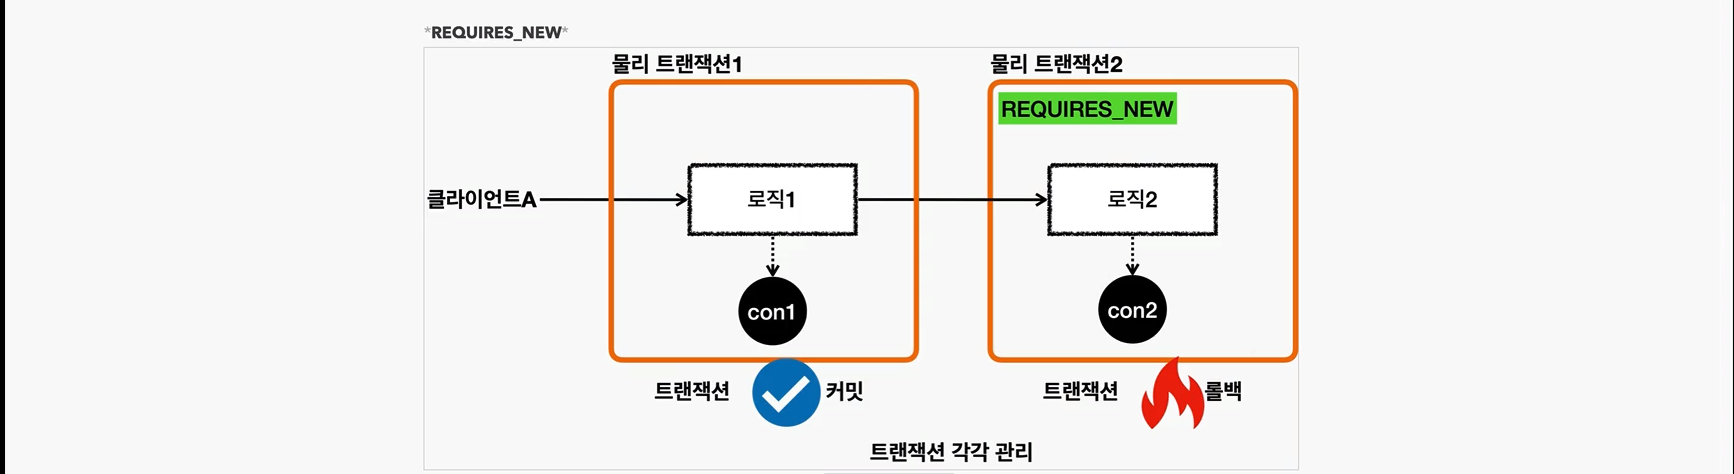 *REQUIRES_NEW*
물리 트랜잭션1
물리 트랜잭션2
REQUIRES_NEW
클라이언트A
로직1
로직2
con1
con2
트랜잭션 커밋
트랜잭션 롤백
트랜잭션 각각 관리